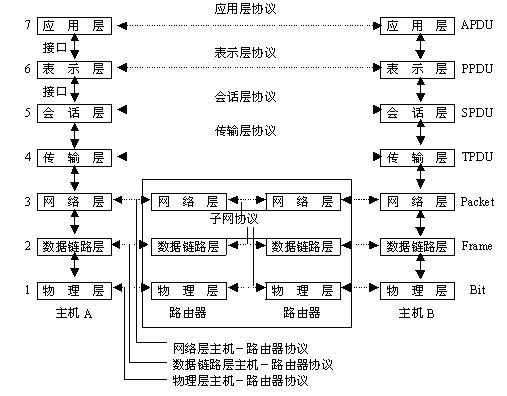 应用层协议
7 应用层 应用层 APDU
接口
表示层协议
6 表示层 表示层 PPDU
接口
会话层协议
5 会话层 会话层 SPDU
传输层协议
4 传输层 传输层 TPDU
3 网络层 网络层 网络层 网络层 Packet
子网协议
2 数据链路层 数据链路层 数据链路层 数据链路层 Frame
1 物理层 物理层 物理层 物理层 Bit
主机A 路由器 路由器 主机B
网络层主机-路由器协议
数据链路层主机-路由器协议
物理层主机-路由器协议